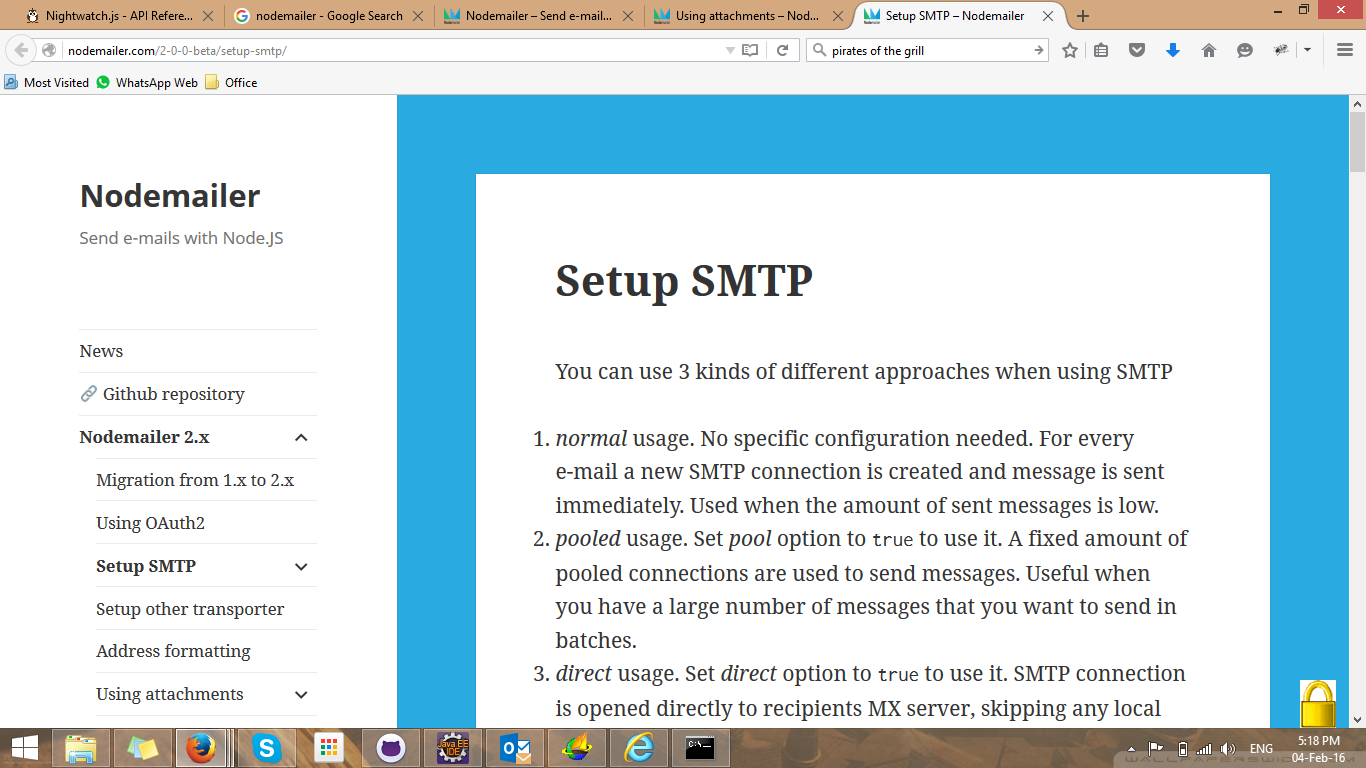 Nightwatch.js - API Refere...
nodemailer - Google Search
Nodemailer – Send e-mail...
Using attachments – Nod...
Setup SMTP – Nodemailer
nodemailer.com/2-0-0-beta/setup-smtp/
pirates of the grill
Most Visited
WhatsApp Web
Office
Nodemailer
Send e-mails with Node.JS
News
Github repository
Nodemailer 2.x
Migration from 1.x to 2.x
Using OAuth2
Setup SMTP
Setup other transporter
Address formatting
Using attachments
Setup SMTP
You can use 3 kinds of different approaches when using SMTP
1. normal usage. No specific configuration needed. For every
e-mail a new SMTP connection is created and message is sent
immediately. Used when the amount of sent messages is low.
2. pooled usage. Set pool option to true to use it. A fixed amount of
pooled connections are used to send messages. Useful when
you have a large number of messages that you want to send in
batches.
3. direct usage. Set direct option to true to use it. SMTP connection
is opened directly to recipients MX server, skipping any local
Java EE
IDE
C:\_
ENG
5:18 PM
04-Feb-16